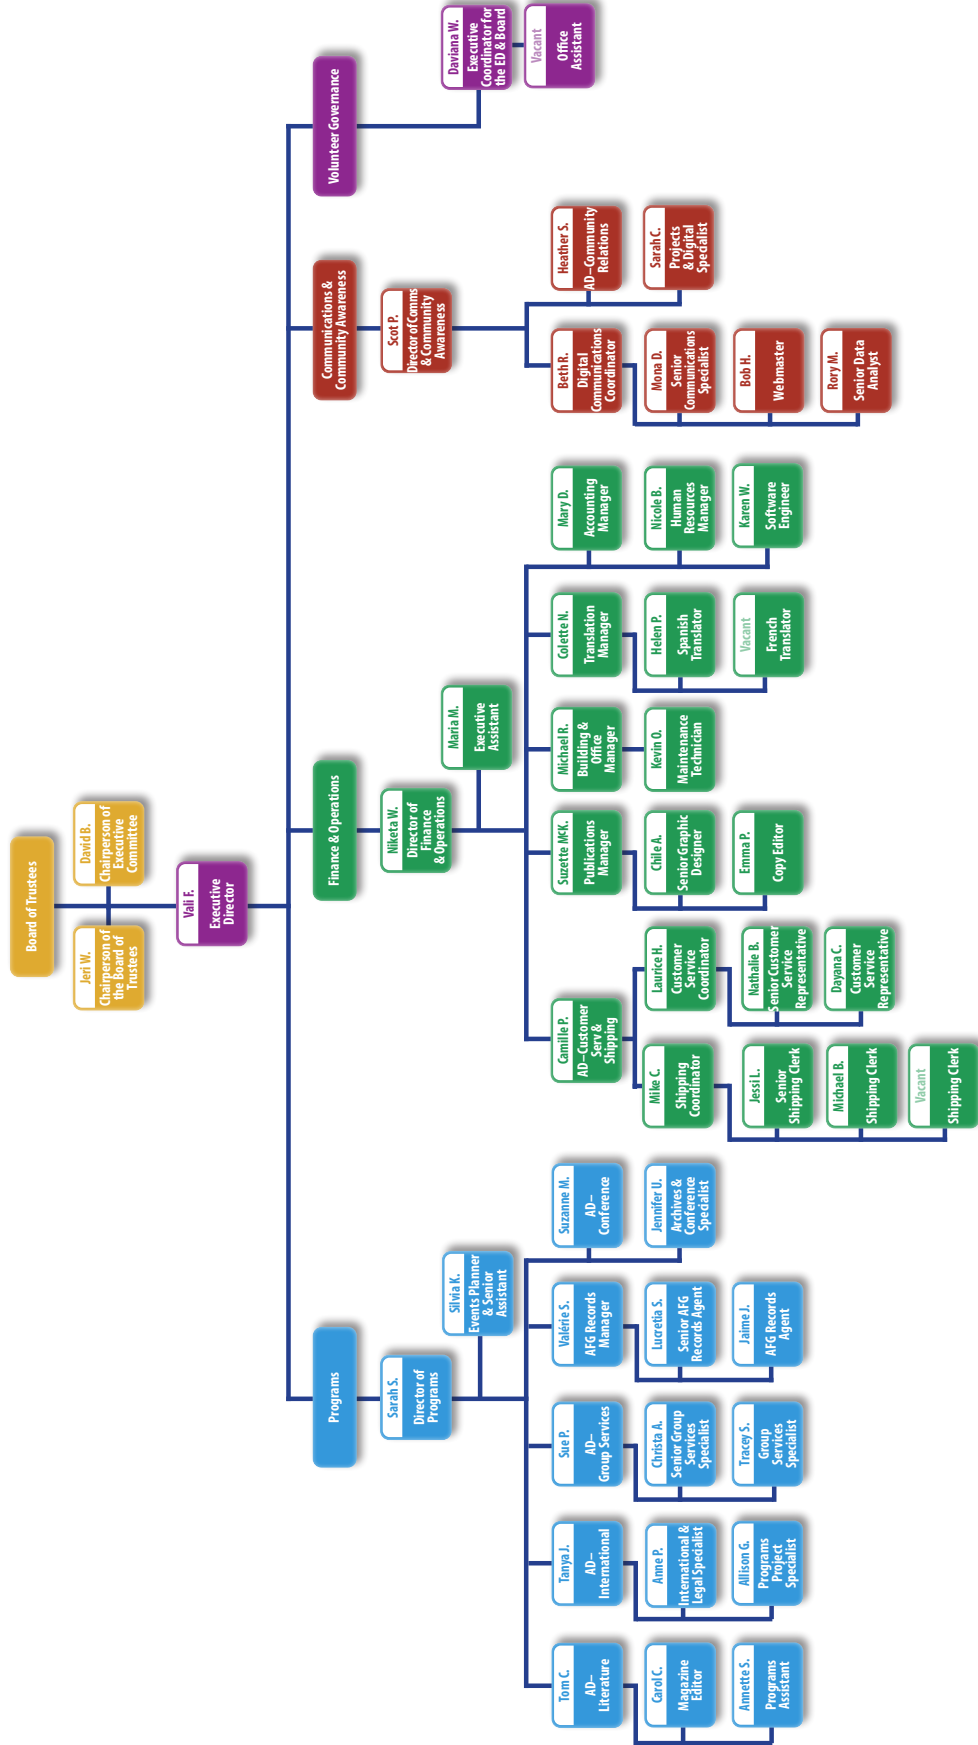 Board of Trustees
Jeri W.
Chairperson of
the Board of
Trustees
David B.
Chairperson of
Executive
Committee
Vali F.
Executive
Director
Programs
Finance & Operations
Communications &
Community Awareness
Volunteer Governance
Sarah S.
Director of
Programs
Silvia K.
Events Planner
& Senior
Assistant
Tom C.
AD–
Literature
Carol C.
Magazine
Editor
Annette S.
Programs
Assistant
Tanya J.
AD–
International
Anne P.
International &
Legal Specialist
Allison G.
Programs
Project
Specialist
Sue P.
AD–
Group Services
Christa A.
Senior Group
Services
Specialist
Tracey S.
Group
Services
Specialist
Valérie S.
AFG Records
Manager
Lucretia S.
Senior AFG
Records Agent
Jaime J.
AFG Records
Agent
Suzanne M.
AD–
Conference
Jennifer U.
Archives &
Conference
Specialist
Niketa W.
Director of
Finance
& Operations
Maria M.
Executive
Assistant
Camille P.
AD–Customer
Serv &
Shipping
Mike C.
Shipping
Coordinator
Jessi L.
Senior
Shipping Clerk
Michael B.
Shipping Clerk
Vacant
Shipping Clerk
Laurice H.
Customer
Service
Coordinator
Nathalie B.
Senior Customer
Service
Representative
Dayana C.
Customer
Service
Representative
Suzette MCK.
Publications
Manager
Chile A.
Senior Graphic
Designer
Emma P.
Copy Editor
Michael R.
Building &
Office
Manager
Kevin O.
Maintenance
Technician
Colette N.
Translation
Manager
Helen P.
Spanish
Translator
Vacant
French
Translator
Mary D.
Accounting
Manager
Nicole B.
Human
Resources
Manager
Karen W.
Software
Engineer
Scot P.
Director of Comms
& Community
Awareness
Beth R.
Digital
Communications
Coordinator
Mona D.
Senior
Communications
Specialist
Bob H.
Webmaster
Rory M.
Senior Data
Analyst
Heather S.
AD–Community
Relations
Sarah C.
Projects
& Digital
Specialist
Daviana W.
Executive
Coordinator for
the ED & Board
Vacant
Office
Assistant